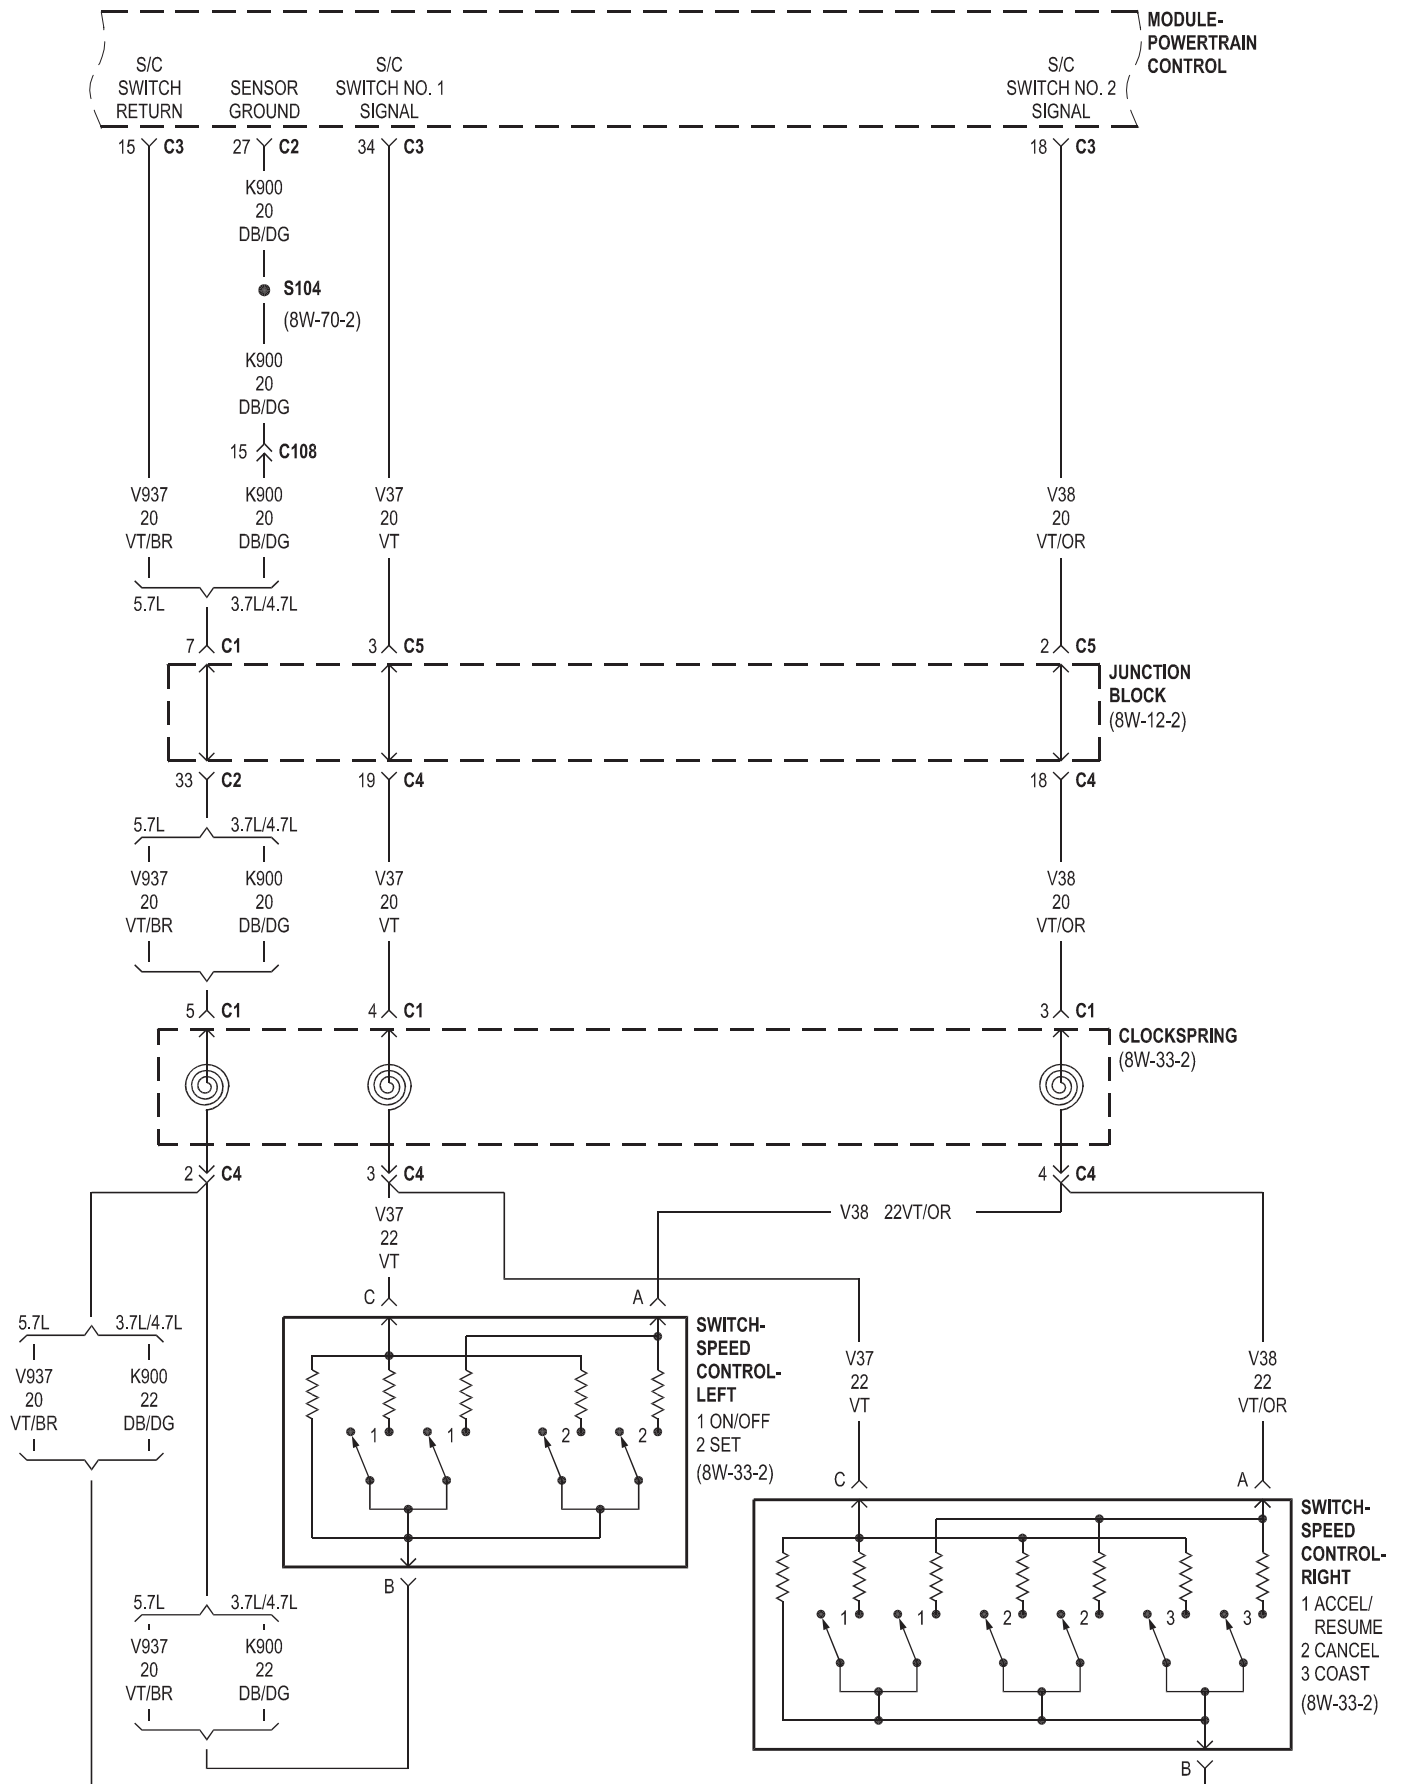 MODULE-
POWERTRAIN
CONTROL
S/C
SWITCH
RETURN
SENSOR
GROUND
S/C
SWITCH NO. 1
SIGNAL
S/C
SWITCH NO. 2
SIGNAL
15 C3
27 C2
34 C3
18 C3
K900
20
DB/DG
S104
(8W-70-2)
K900
20
DB/DG
15 C108
V937
20
VT/BR
K900
20
DB/DG
V37
20
VT
V38
20
VT/OR
5.7L
3.7L/4.7L
7 C1
3 C5
2 C5
JUNCTION
BLOCK
(8W-12-2)
33 C2
19 C4
18 C4
5.7L
3.7L/4.7L
V937
20
VT/BR
K900
20
DB/DG
V37
20
VT
V38
20
VT/OR
5 C1
4 C1
3 C1
CLOCKSPRING
(8W-33-2)
2 C4
3 C4
4 C4
V37
22
VT
V38 22VT/OR
C
A
5.7L
3.7L/4.7L
V937
20
VT/BR
K900
22
DB/DG
SWITCH-
SPEED
CONTROL-
LEFT
1 ON/OFF
2 SET
(8W-33-2)
1
1
2
2
V37
22
VT
V38
22
VT/OR
B
C
A
SWITCH-
SPEED
CONTROL-
RIGHT
1 ACCEL/
RESUME
2 CANCEL
3 COAST
(8W-33-2)
1
1
2
2
3
3
5.7L
3.7L/4.7L
V937
20
VT/BR
K900
22
DB/DG
B